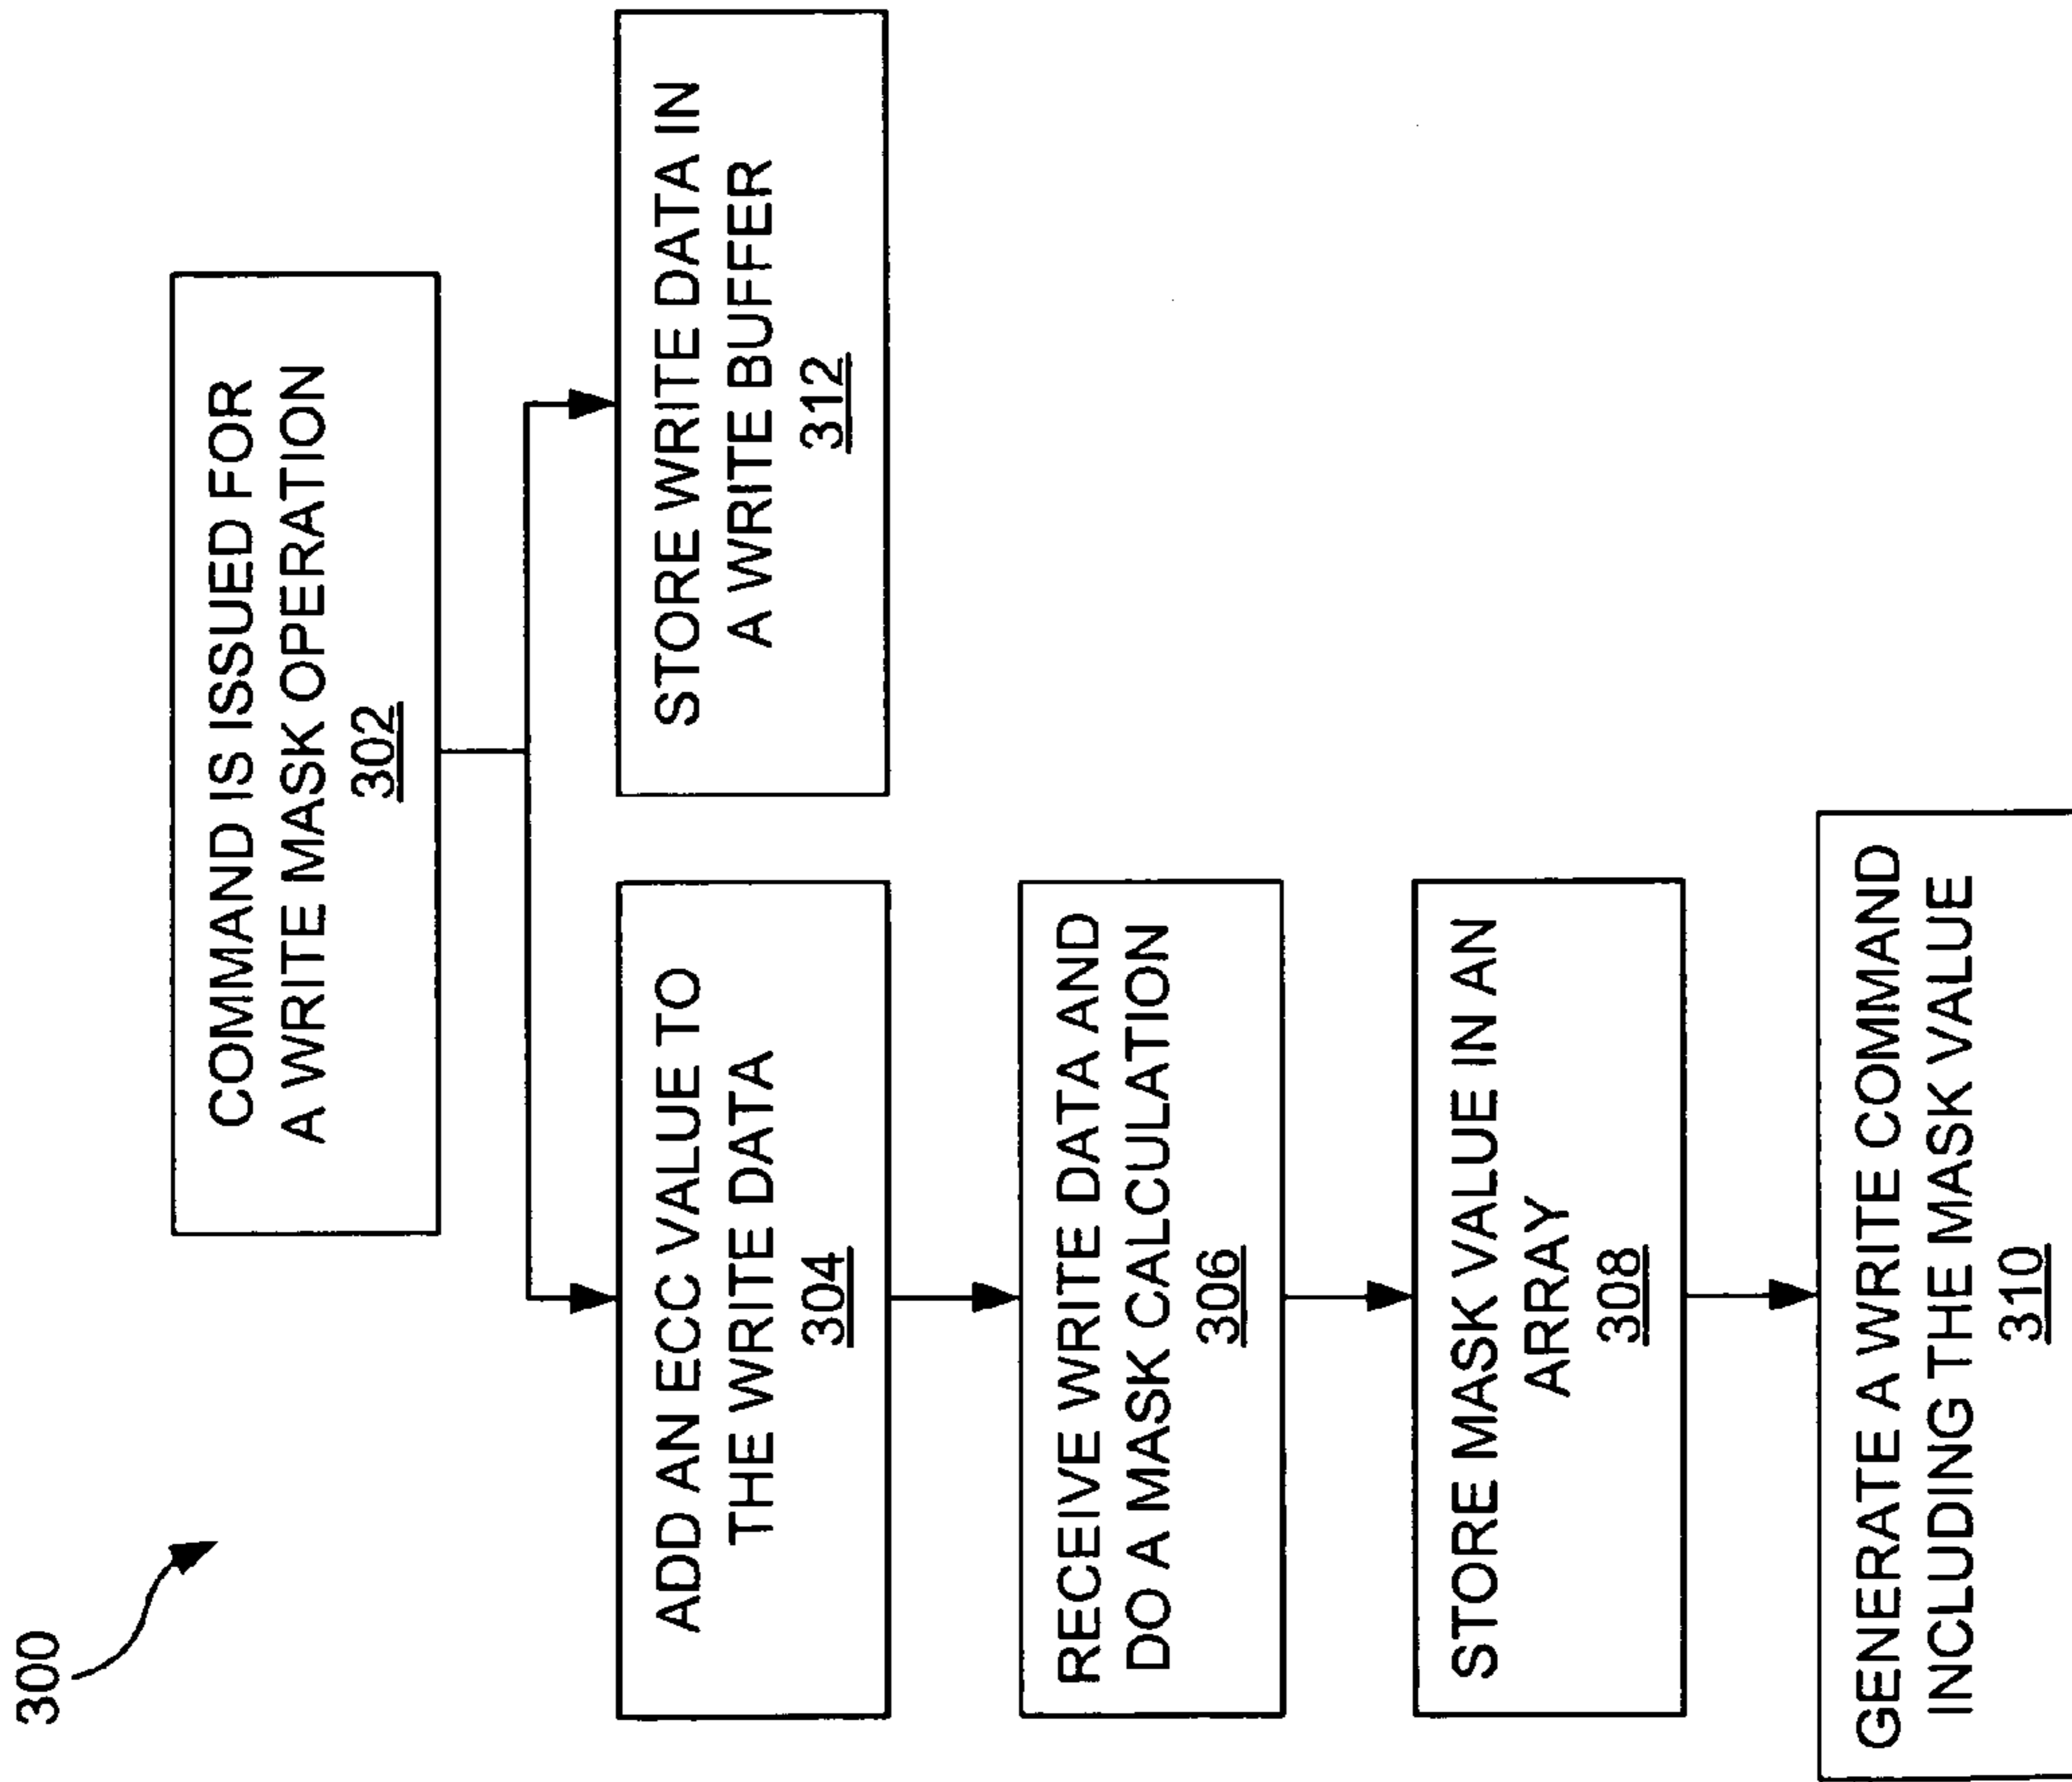 300
COMMAND IS ISSUED FOR
A WRITE MASK OPERATION
302
ADD AN ECC VALUE TO
THE WRITE DATA
304
STORE WRITE DATA IN
A WRITE BUFFER
312
RECEIVE WRITE DATA AND
DO A MASK CALCULATION
306
STORE MASK VALUE IN AN
ARRAY
308
GENERATE A WRITE COMMAND
INCLUDING THE MASK VALUE
310